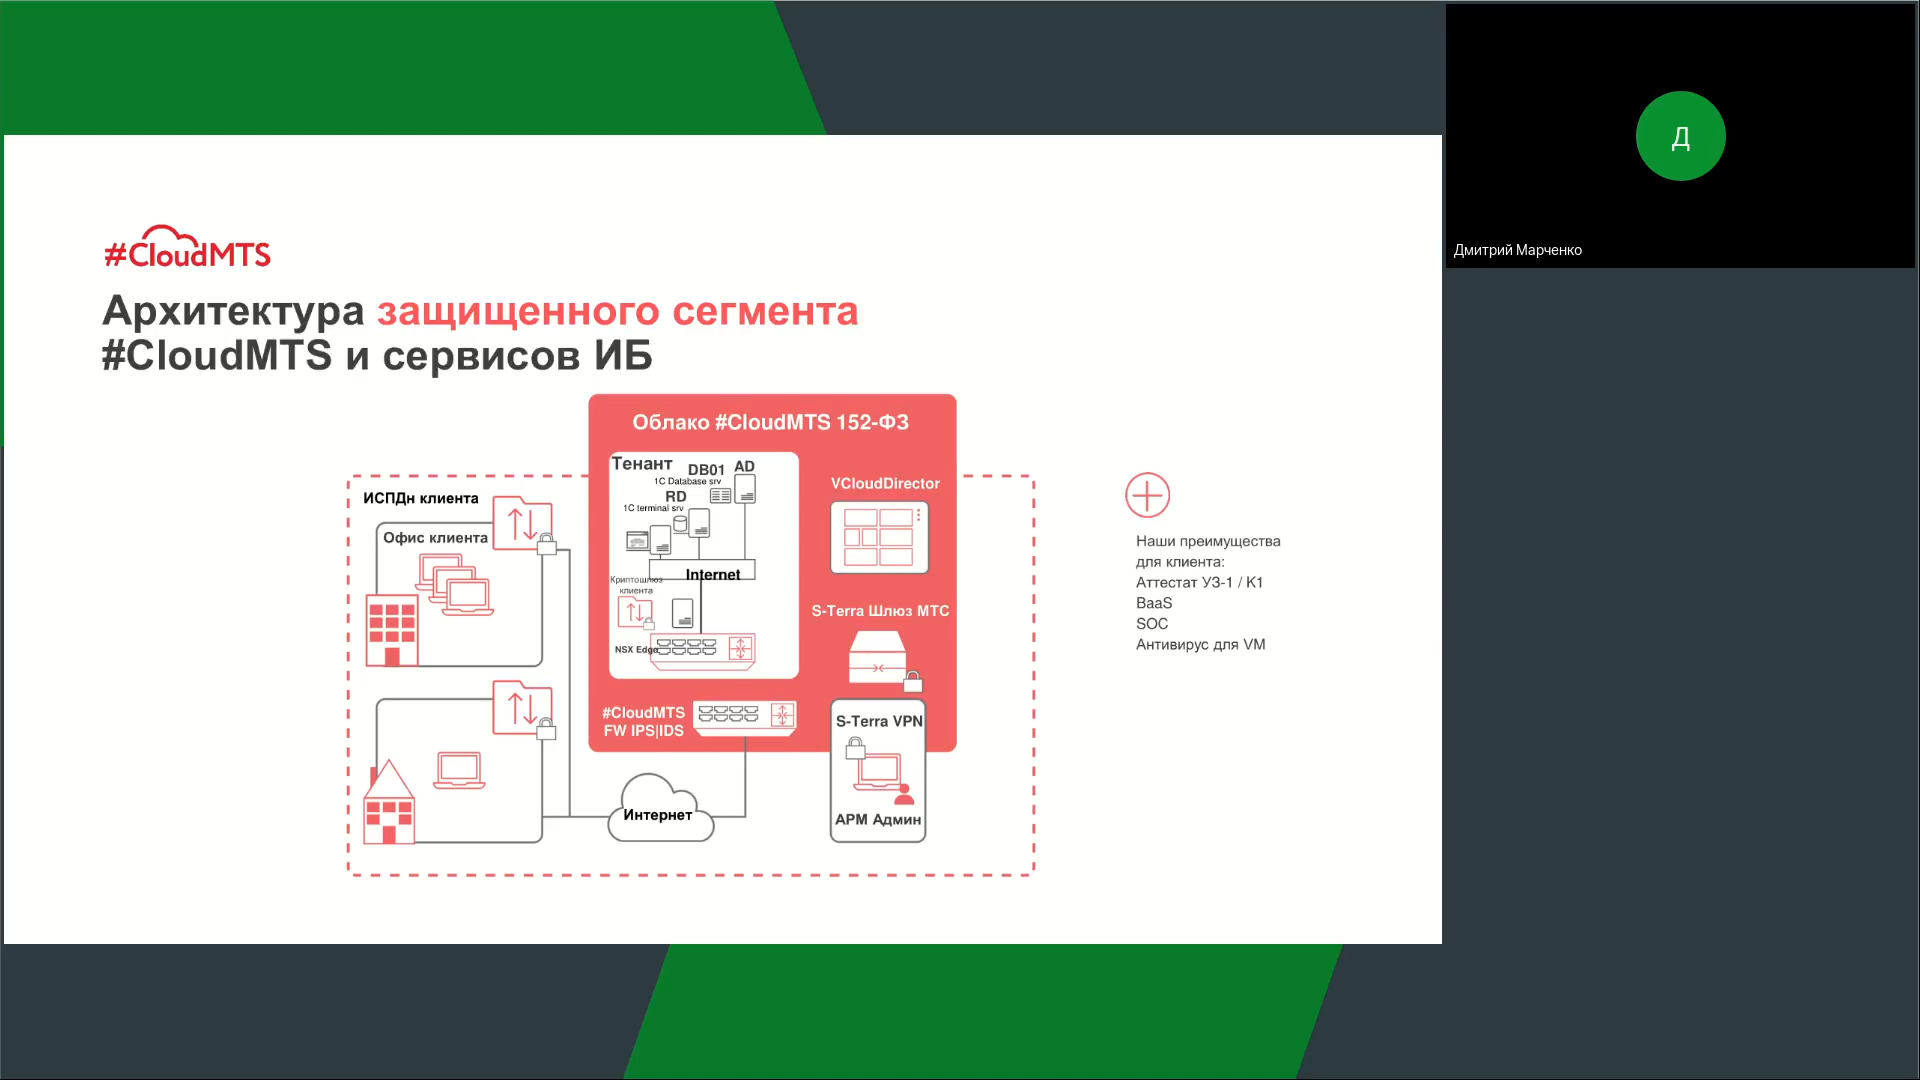 Д
Дмитрий Марченко
#CloudMTS
Архитектура защищенного сегмента
#CloudMTS и сервисов ИБ
Облако #CloudMTS 152-ФЗ
ИСПДн клиента
Офис клиента
Тенант
DB01
AD
1C Database srv
RD
1C terminal srv
Internet
Криптошлюз
клиента
NSX Edge
VCloudDirector
S-Terra Шлюз МТС
#CloudMTS
FW IPS|IDS
S-Terra VPN
АРМ Админ
Интернет
Наши преимущества
для клиента:
Аттестат УЗ-1 / К1
BaaS
SOC
Антивирус для VM